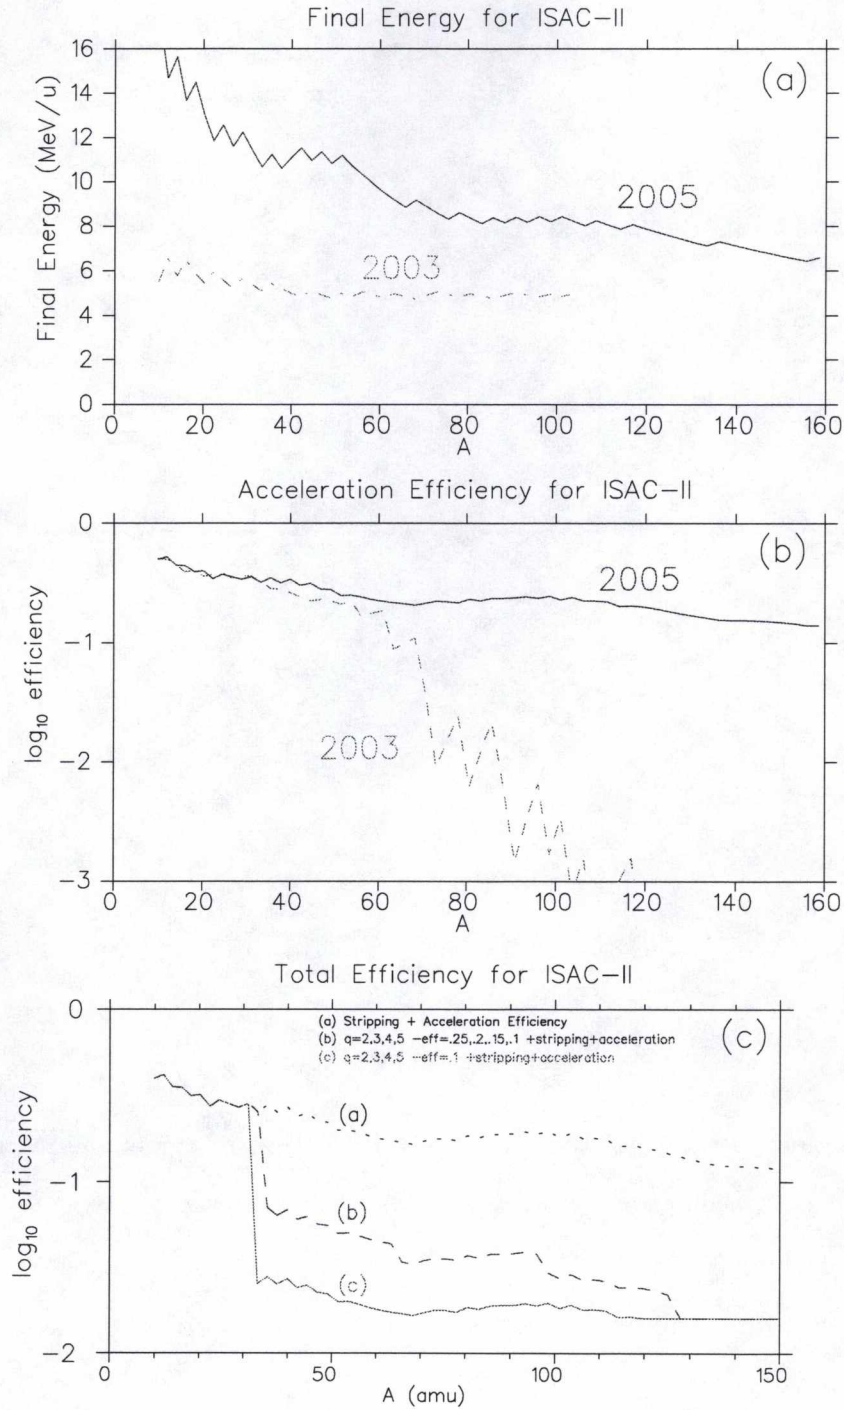 Final Energy for ISAC-II
(a)
2005
2003
Final Energy (MeV/u)
16
14
12
10
8
6
4
2
0
0 20 40 60 80 100 120 140 160
A
Acceleration Efficiency for ISAC-II
(b)
2005
2003
log10 efficiency
0
-1
-2
-3
0 20 40 60 80 100 120 140 160
A
Total Efficiency for ISAC-II
(a) Stripping + Acceleration Efficiency
(b) q=2,3,4,5 -eff=.25,.2,.15,.1 +stripping+acceleration
(c) q=2,3,4,5 -eff=.1 +stripping+acceleration
(c)
(a)
(b)
(c)
log10 efficiency
0
-1
-2
0 50 100 150
A (amu)